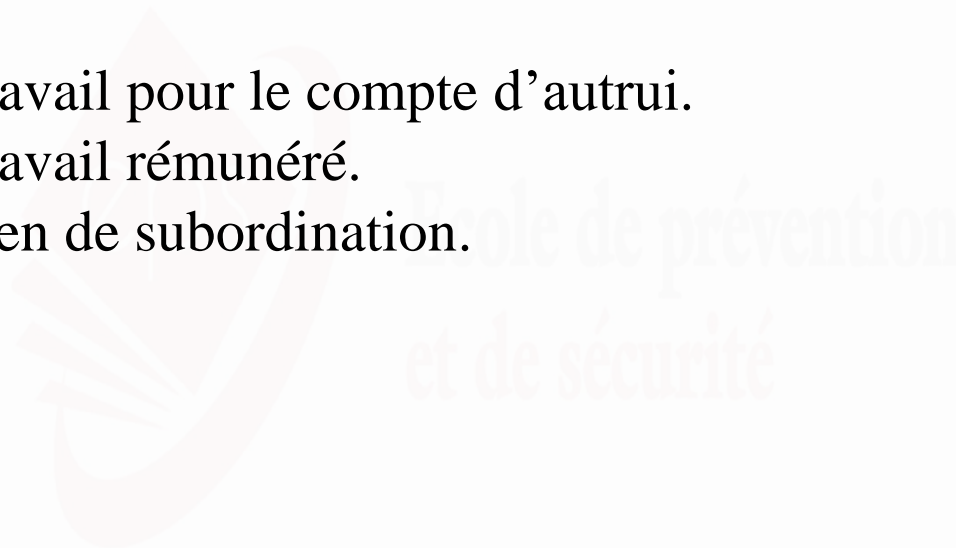 avail pour le compte d’autrui.
avail rémunéré.
en de subordination.
Ecole de prévention
et de sécurité